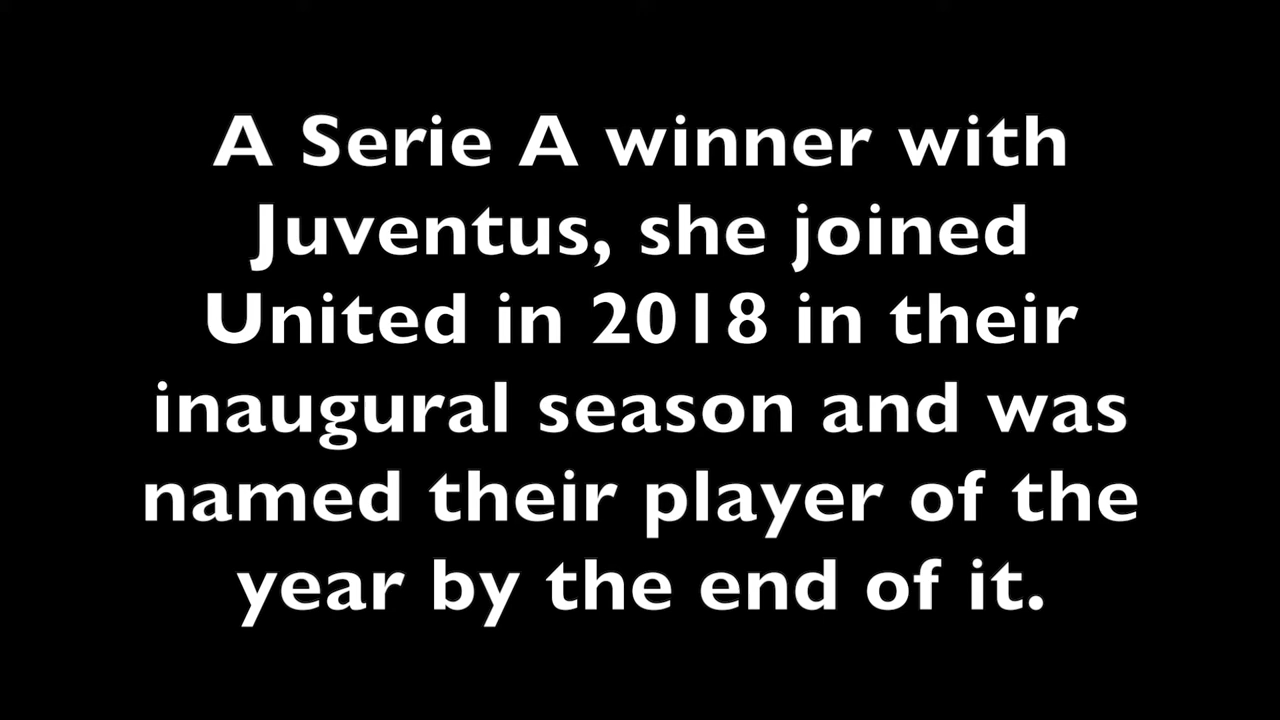 A Serie A winner with
Juventus, she joined
United in 2018 in their
inaugural season and was
named their player of the
year by the end of it.